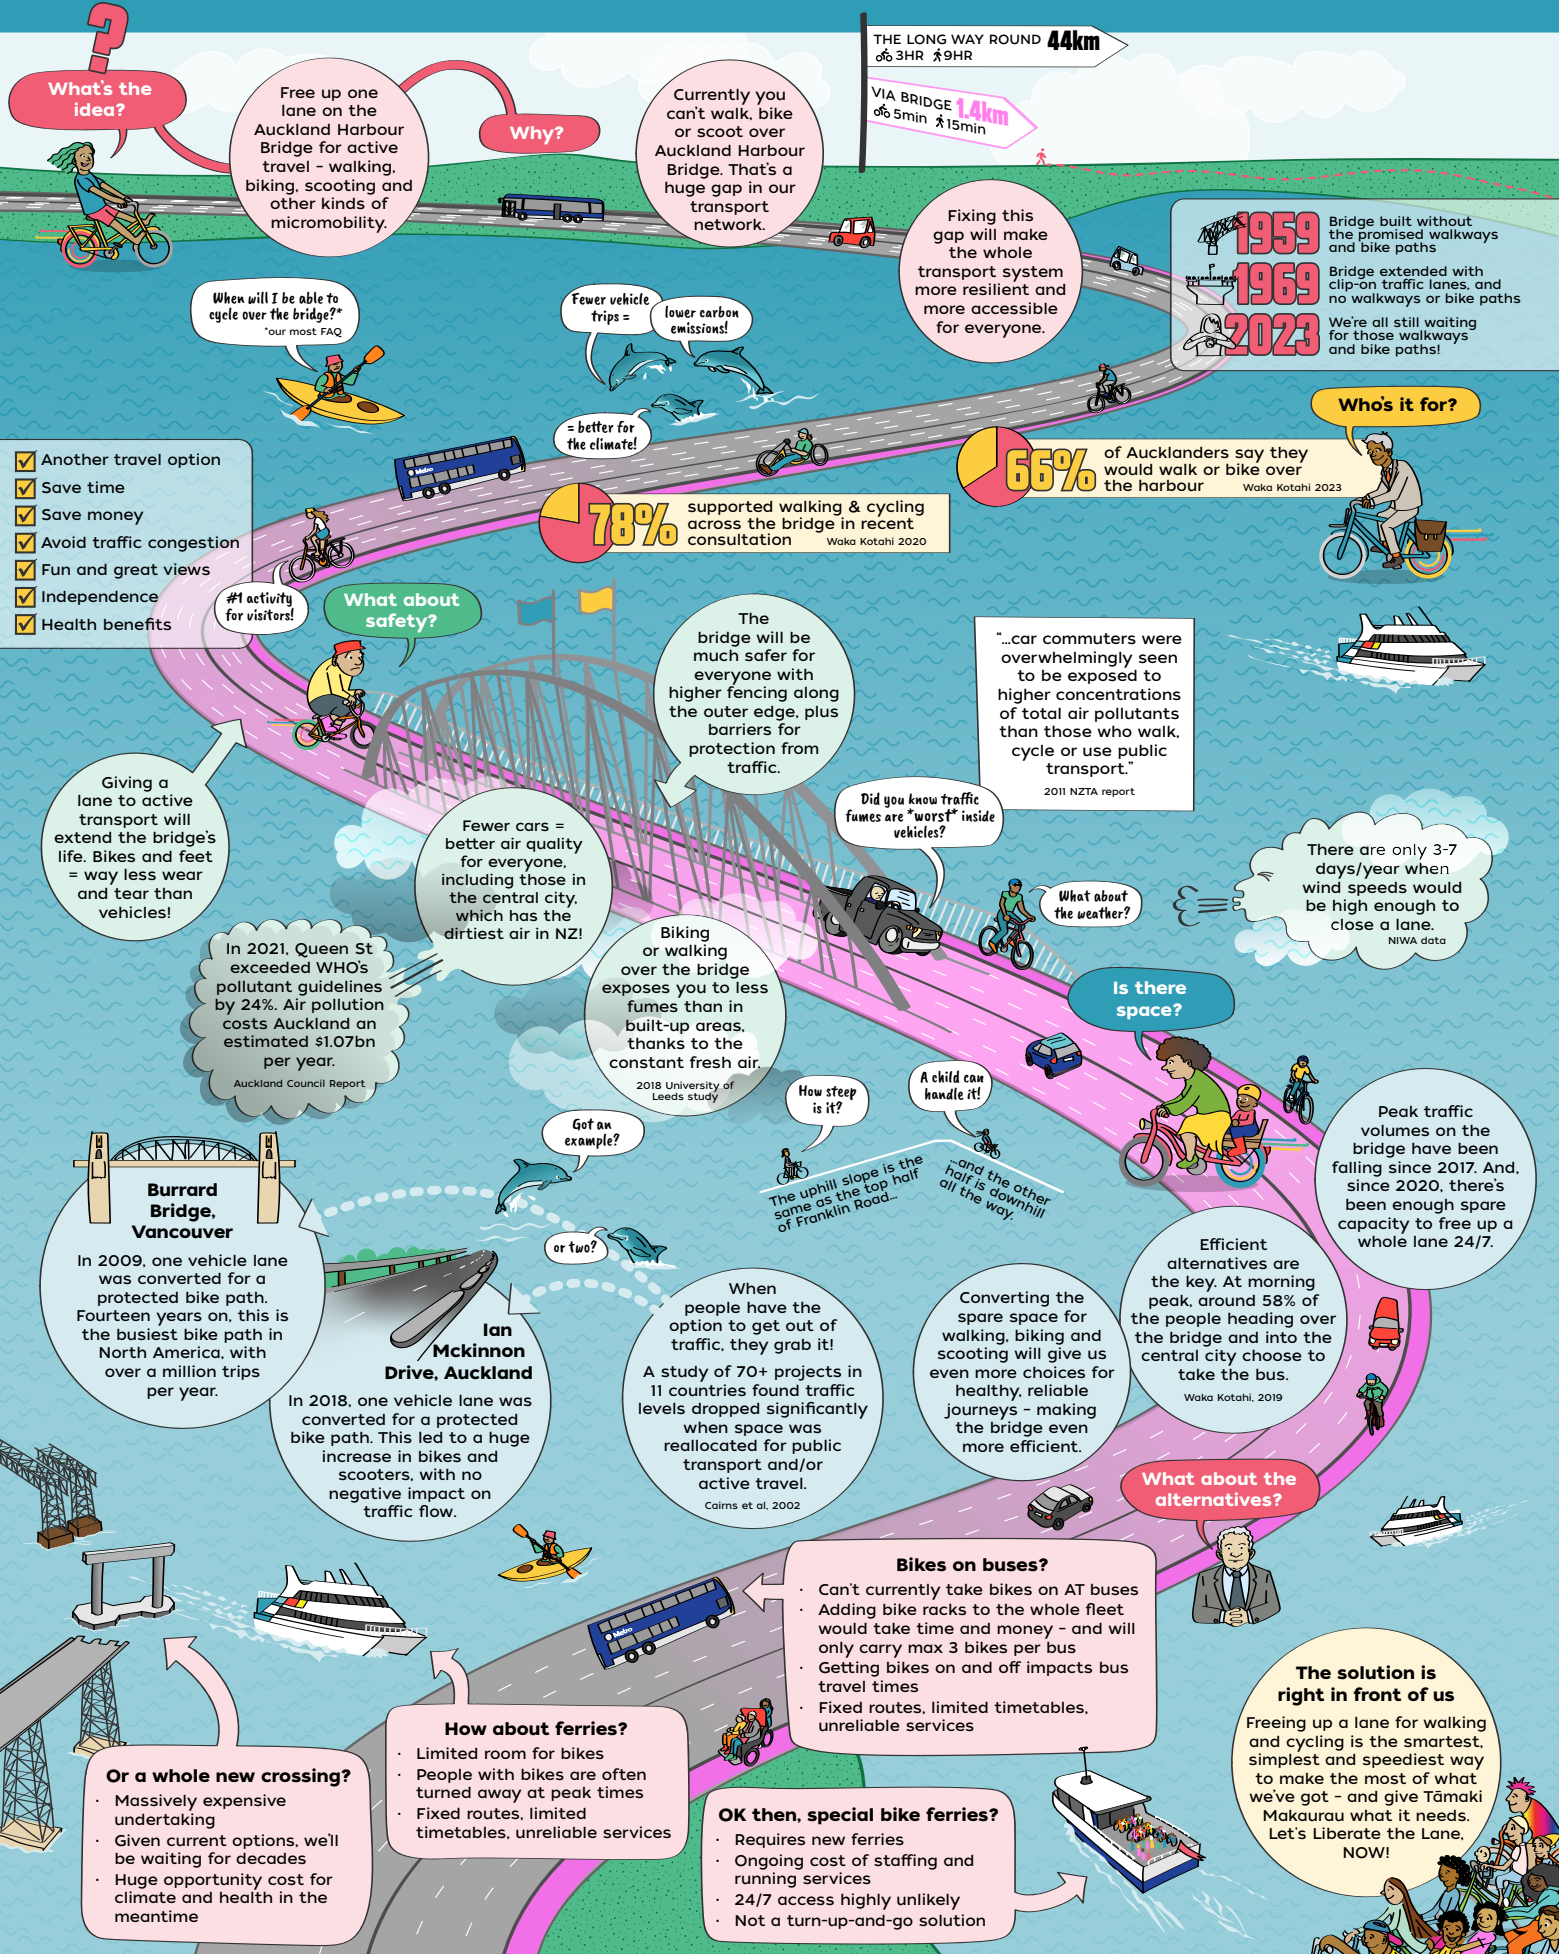 ?
What's the
idea?
Free up one
lane on the
Auckland Harbour
Bridge for active
travel - walking,
biking, scooting and
other kinds of
micromobility.
Why?
Currently you
can't walk, bike
or scoot over
Auckland Harbour
Bridge. That's a
huge gap in our
transport
network.
THE LONG WAY ROUND 44km
3HR 9HR
VIA BRIDGE 1.4km
5min 15min
Fixing this
gap will make
the whole
transport system
more resilient and
more accessible
for everyone.
1959
Bridge built without
the promised walkways
and bike paths
1969
Bridge extended with
clip-on traffic lanes, and
no walkways or bike paths
2023
We're all still waiting
for those walkways
and bike paths!
When will I be able to
cycle over the bridge?*
*our most FAQ
Fewer vehicle
trips =
lower carbon
emissions!
= better for
the climate!
Who's it for?
66%
of Aucklanders say they
would walk or bike over
the harbour Waka Kotahi 2023
78%
supported walking & cycling
across the bridge in recent
consultation Waka Kotahi 2020
Metro
Another travel option
Save time
Save money
Avoid traffic congestion
Fun and great views
Independence
Health benefits
#1 activity
for visitors!
What about
safety?
The
bridge will be
much safer for
everyone with
higher fencing along
the outer edge, plus
barriers for
protection from
traffic.
"...car commuters were
overwhelmingly seen
to be exposed to
higher concentrations
of total air pollutants
than those who walk,
cycle or use public
transport."
2011 NZTA report
Giving a
lane to active
transport will
extend the bridge's
life. Bikes and feet
= way less wear
and tear than
vehicles!
Fewer cars =
better air quality
for everyone,
including those in
the central city,
which has the
dirtiest air in NZ!
Did you know traffic
fumes are *worst* inside
vehicles?
What about
the weather?
There are only 3-7
days/year when
wind speeds would
be high enough to
close a lane.
NIWA data
In 2021, Queen St
exceeded WHO's
pollutant guidelines
by 24%. Air pollution
costs Auckland an
estimated $1.07bn
per year.
Auckland Council Report
Biking
or walking
over the bridge
exposes you to less
fumes than in
built-up areas,
thanks to the
constant fresh air.
2018 University of
Leeds study
Is there
space?
How steep
is it?
A child can
handle it!
The uphill slope is the
same as the top half
of Franklin Road...
...and the other
half is downhill
all the way.
Peak traffic
volumes on the
bridge have been
falling since 2017. And,
since 2020, there's
been enough spare
capacity to free up a
whole lane 24/7.
Got an
example?
or two?
Burrard
Bridge,
Vancouver
In 2009, one vehicle lane
was converted for a
protected bike path.
Fourteen years on, this is
the busiest bike path in
North America, with
over a million trips
per year.
Ian
Mckinnon
Drive, Auckland
In 2018, one vehicle lane was
converted for a protected
bike path. This led to a huge
increase in bikes and
scooters, with no
negative impact on
traffic flow.
When
people have the
option to get out of
traffic, they grab it!
A study of 70+ projects in
11 countries found traffic
levels dropped significantly
when space was
reallocated for public
transport and/or
active travel.
Cairns et al, 2002
Converting the
spare space for
walking, biking and
scooting will give us
even more choices for
healthy, reliable
journeys - making
the bridge even
more efficient.
Efficient
alternatives are
the key. At morning
peak, around 58% of
the people heading over
the bridge and into the
central city choose to
take the bus.
Waka Kotahi, 2019
What about the
alternatives?
Bikes on buses?
· Can't currently take bikes on AT buses
· Adding bike racks to the whole fleet
would take time and money - and will
only carry max 3 bikes per bus
· Getting bikes on and off impacts bus
travel times
· Fixed routes, limited timetables,
unreliable services
Metro
How about ferries?
· Limited room for bikes
· People with bikes are often
turned away at peak times
· Fixed routes, limited
timetables, unreliable services
Or a whole new crossing?
· Massively expensive
undertaking
· Given current options, we'll
be waiting for decades
· Huge opportunity cost for
climate and health in the
meantime
OK then, special bike ferries?
· Requires new ferries
· Ongoing cost of staffing and
running services
· 24/7 access highly unlikely
· Not a turn-up-and-go solution
The solution is
right in front of us
Freeing up a lane for walking
and cycling is the smartest,
simplest and speediest way
to make the most of what
we've got - and give Tāmaki
Makaurau what it needs.
Let's Liberate the Lane,
NOW!